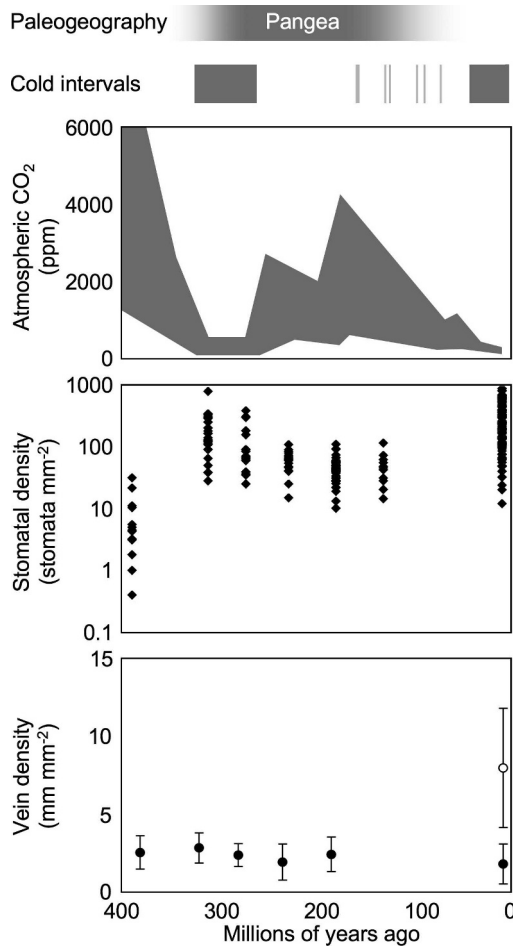 Paleogeography
Pangea
Cold intervals
Atmospheric CO2
(ppm)
6000
4000
2000
0
Stomatal density
(stomata mm-2)
1000
100
10
1
0.1
Vein density
(mm mm-2)
15
10
5
0
400 300 200 100 0
Millions of years ago